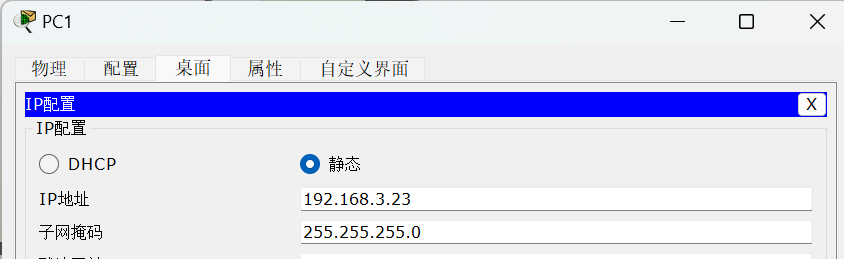 PC1
物理 配置 桌面 属性 自定义界面
IP配置 X
IP配置
DHCP 静态
IP地址 192.168.3.23
子网掩码 255.255.255.0